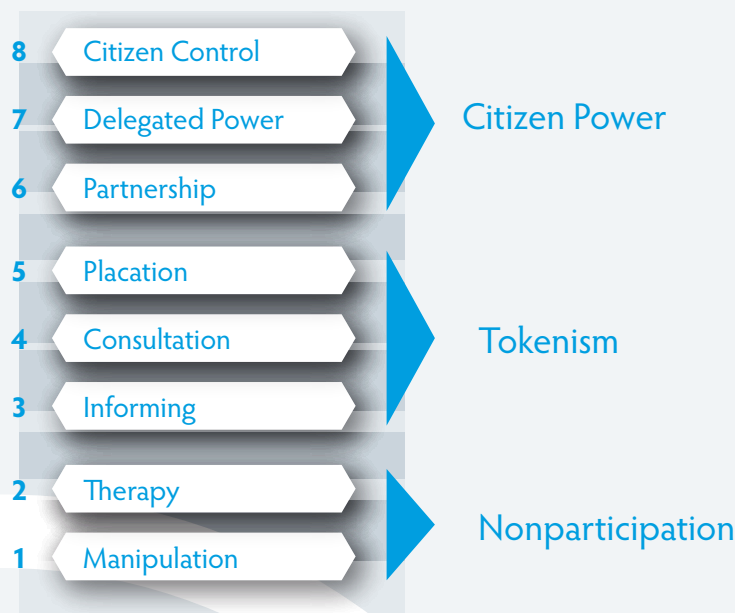 8 Citizen Control
7 Delegated Power
6 Partnership
Citizen Power
5 Placation
4 Consultation
3 Informing
Tokenism
2 Therapy
1 Manipulation
Nonparticipation